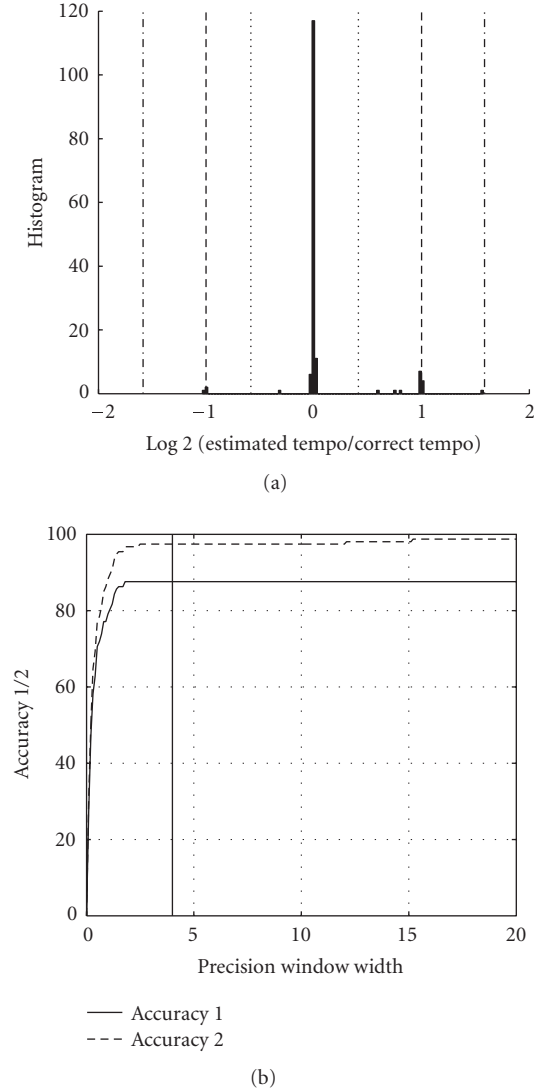 120
100
80
60
40
20
0
Histogram
−2 −1 0 1 2
Log 2 (estimated tempo/correct tempo)
(a)
100
80
60
40
20
0
Accuracy 1/2
0 5 10 15 20
Precision window width
Accuracy 1
Accuracy 2
(b)